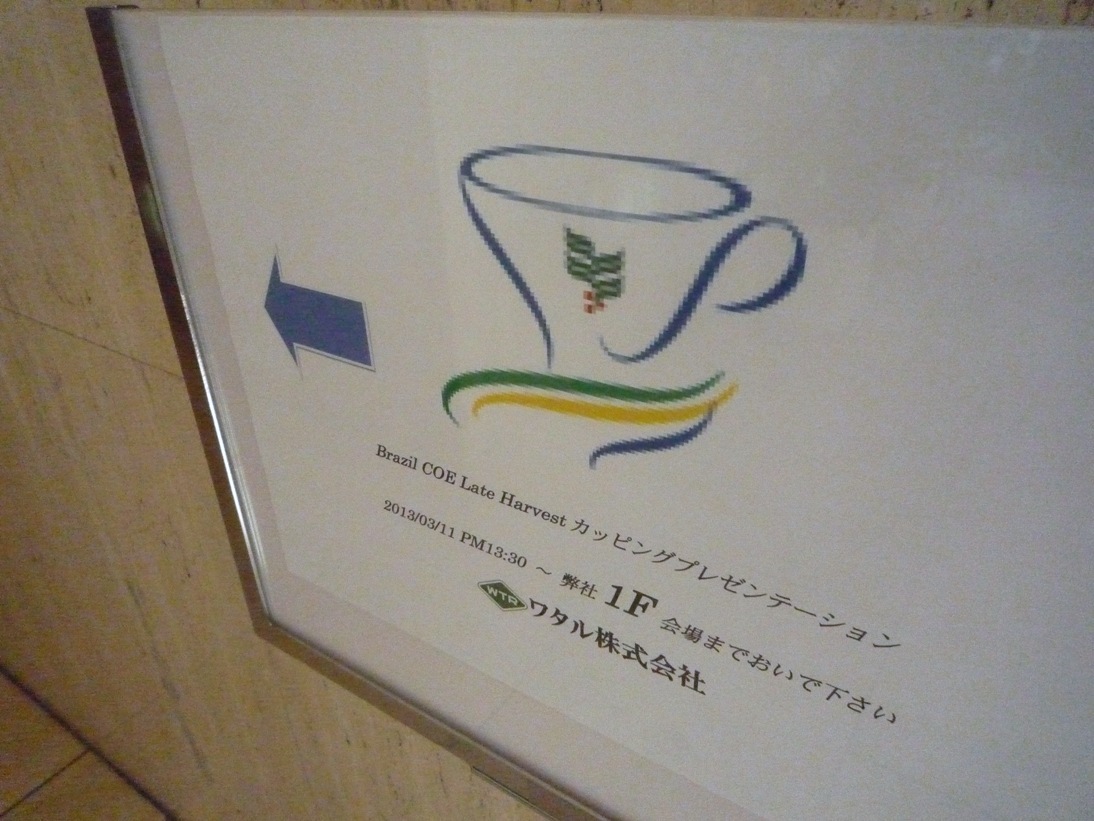 Brazil COE Late Harvest カッピングプレゼンテーション
2013/03/11 PM13:30 ～ 弊社 1F 会場までおいで下さい
WTR ワタル株式会社